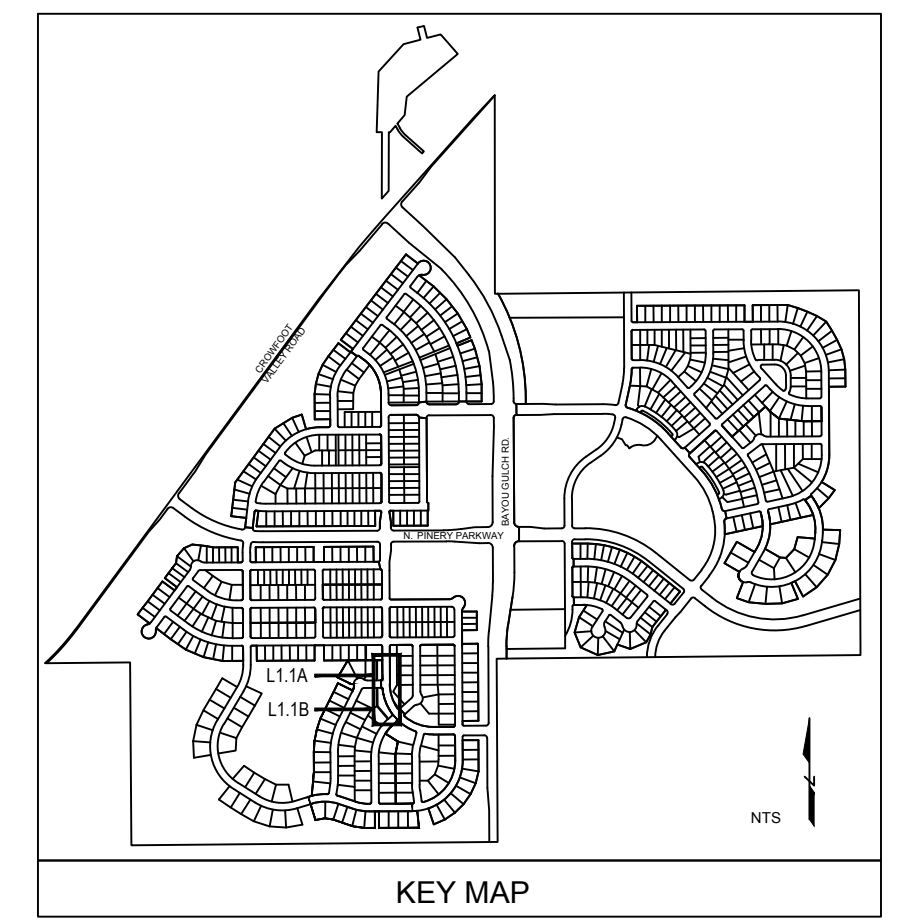 CROWFOOT
VALLEY ROAD
BAYOU GULCH RD.
N. PINERY PARKWAY
L1.1A
L1.1B
NTS
N
KEY MAP